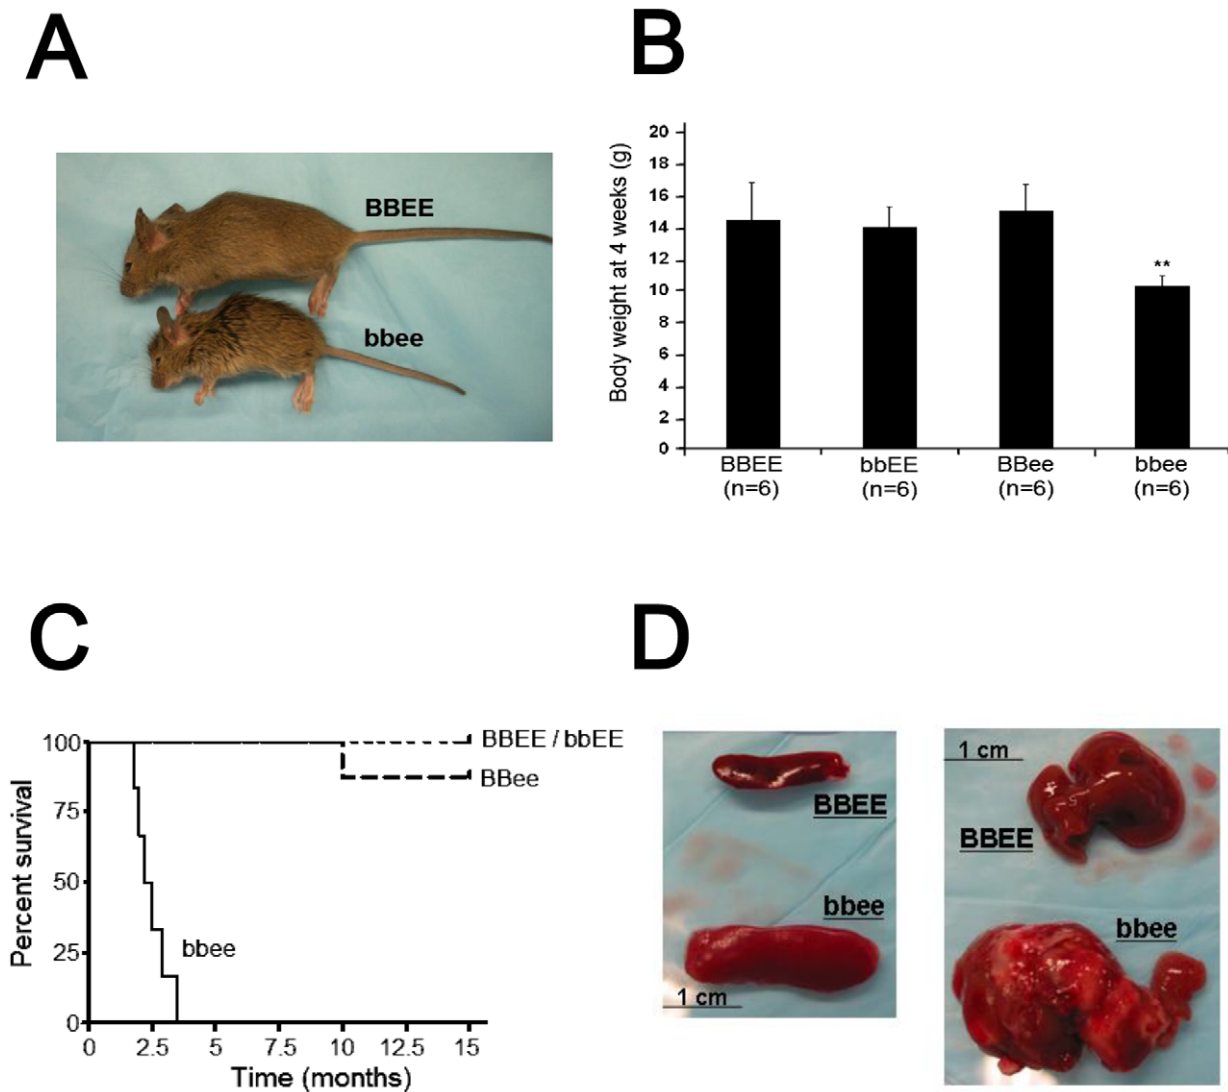 A
BBEE
bbee
B
Body weight at 4 weeks (g)
20
18
16
14
12
10
8
6
4
2
0
**
BBEE
(n=6)
bbEE
(n=6)
BBee
(n=6)
bbee
(n=6)
C
Percent survival
100
75
50
25
0
BBEE / bbEE
BBee
bbee
0 2.5 5 7.5 10 12.5 15
Time (months)
D
BBEE
bbee
1 cm
1 cm
BBEE
bbee